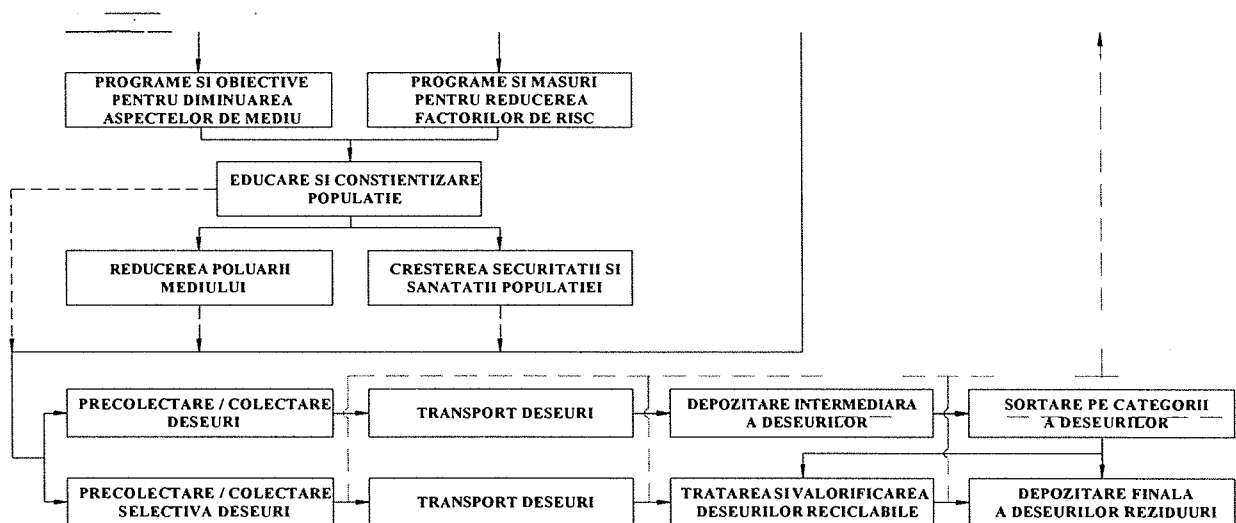 PROGRAME SI OBIECTIVE
PENTRU DIMINUAREA
ASPECTELOR DE MEDIU
PROGRAME SI MASURI
PENTRU REDUCEREA
FACTORILOR DE RISC
EDUCARE SI CONSTIENTIZARE
POPULATIE
REDUCEREA POLUARII
MEDIULUI
CRESTEREA SECURITATII SI
SANATATII POPULATIEI
PRECOLECTARE / COLECTARE
DESEURI
TRANSPORT DESEURI
DEPOZITARE INTERMEDIARA
A DESEURILOR
SORTARE PE CATEGORII
A DESEURILOR
PRECOLECTARE / COLECTARE
SELECTIVA DESEURI
TRANSPORT DESEURI
TRATAREA SI VALORIFICAREA
DESEURILOR RECICLABILE
DEPOZITARE FINALA
A DESEURILOR REZIDUURI